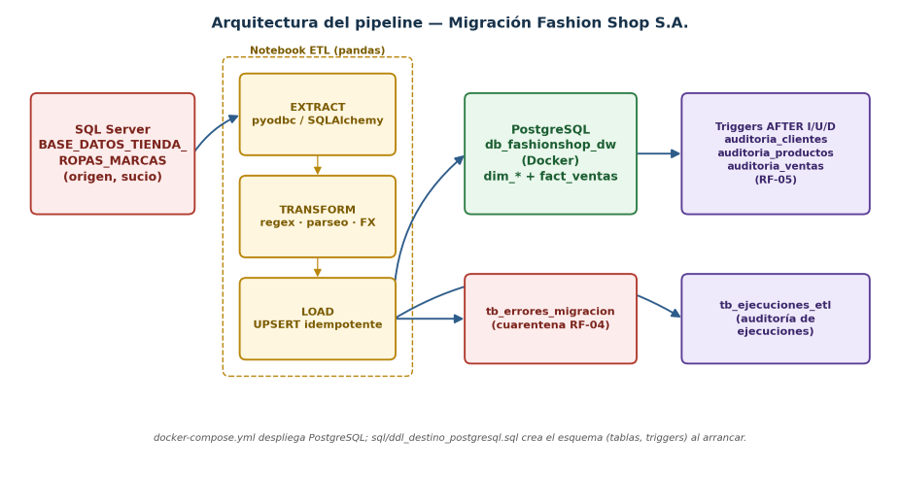 Arquitectura del pipeline — Migración Fashion Shop S.A.
Notebook ETL (pandas)
SQL Server
BASE_DATOS_TIENDA_
ROPAS_MARCAS
(origen, sucio)
EXTRACT
pyodbc / SQLAlchemy
TRANSFORM
regex · parseo · FX
LOAD
UPSERT idempotente
PostgreSQL
db_fashionshop_dw
(Docker)
dim_* + fact_ventas
Triggers AFTER I/U/D
auditoria_clientes
auditoria_productos
auditoria_ventas
(RF-05)
tb_errores_migracion
(cuarentena RF-04)
tb_ejecuciones_etl
(auditoría de
ejecuciones)
docker-compose.yml despliega PostgreSQL; sql/ddl_destino_postgresql.sql crea el esquema (tablas, triggers) al arrancar.